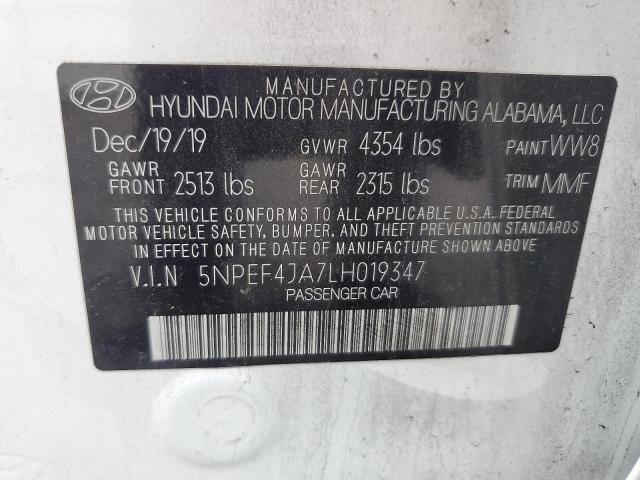 MANUFACTURED BY
HYUNDAI MOTOR MANUFACTURING ALABAMA, LLC
Dec/19/19 GVWR 4354 lbs PAINT WW8
GAWR FRONT 2513 lbs GAWR REAR 2315 lbs TRIM MMF
THIS VEHICLE CONFORMS TO ALL APPLICABLE U.S.A. FEDERAL
MOTOR VEHICLE SAFETY, BUMPER, AND THEFT PREVENTION STANDARDS
IN EFFECT ON THE DATE OF MANUFACTURE SHOWN ABOVE.
V.I.N 5NPEF4JA7LH019347
PASSENGER CAR